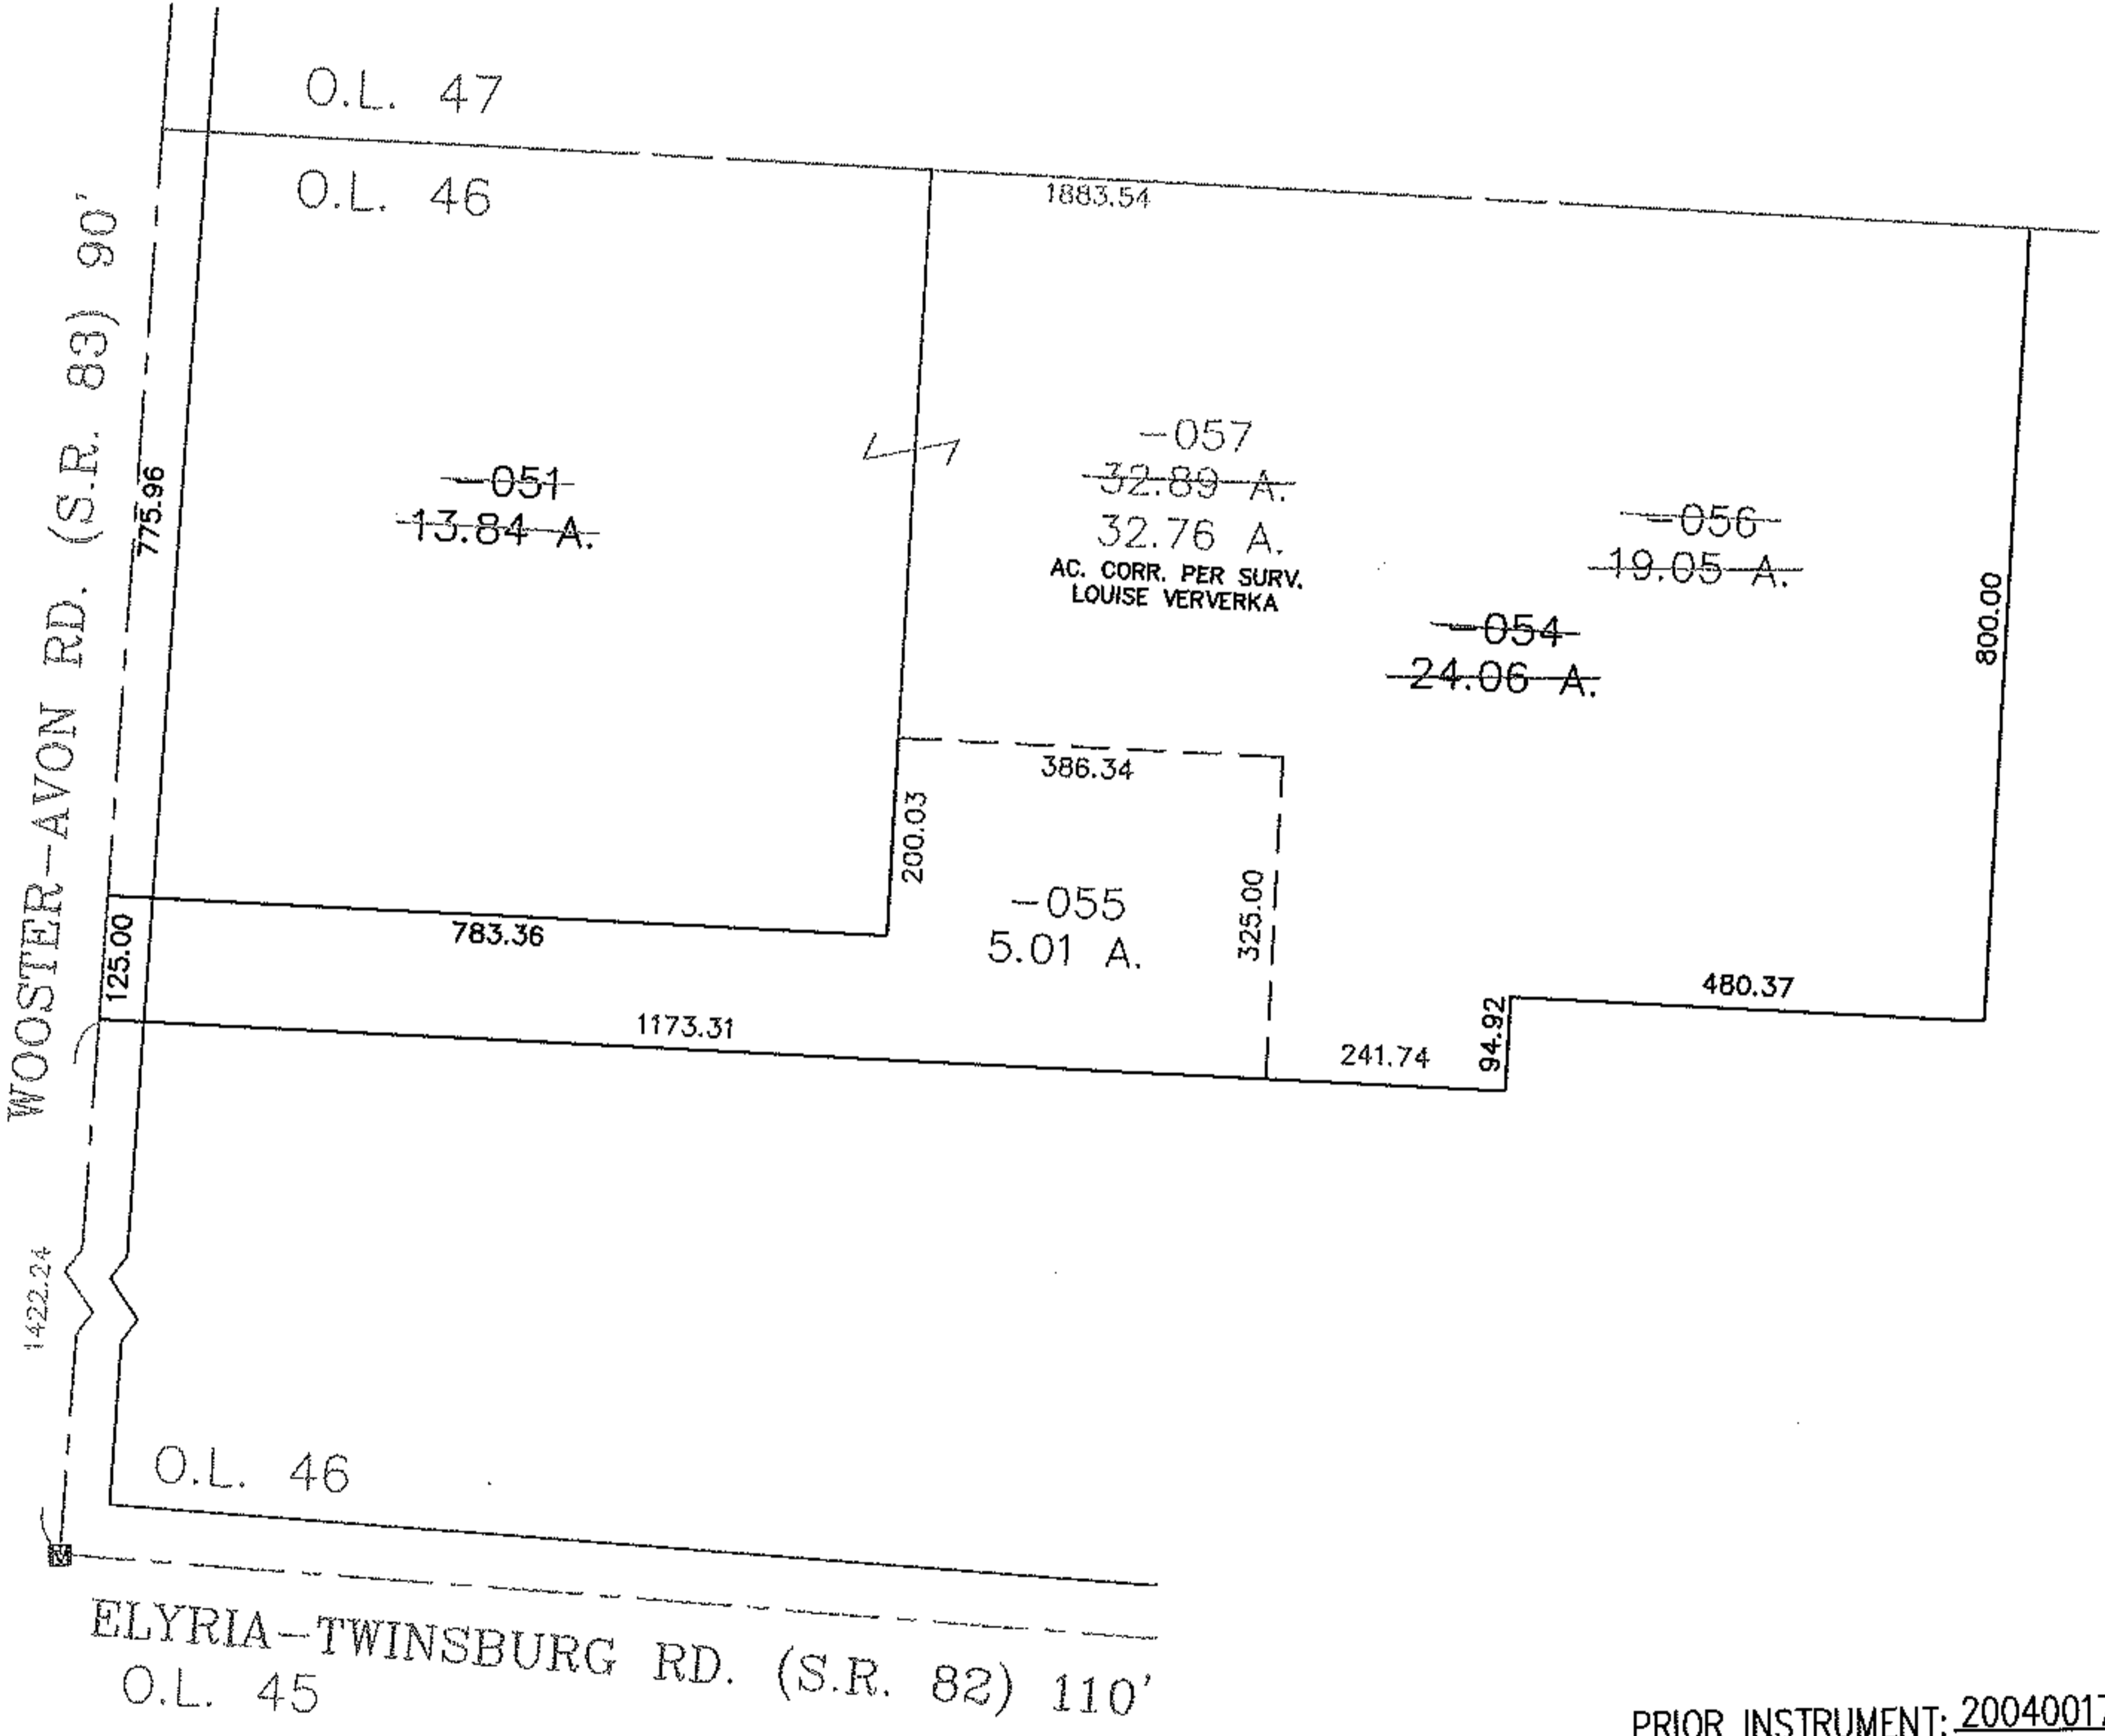 O.L. 47
O.L. 46
1883.54
WOOSTER-AVON RD. (S.R. 83) 90'
775.96
-051
13.84 A.
-057
32.89 A.
32.76 A.
AC. CORR. PER SURV.
LOUISE VERVERKA
-056
19.05 A.
-054
24.06 A.
800.00
386.34
200.03
-055
5.01 A.
325.00
783.36
125.00
1173.31
241.74
94.92
480.37
1422.24
O.L. 46
M
ELYRIA-TWINSBURG RD. (S.R. 82) 110'
O.L. 45
PRIOR INSTRUMENT: 20040017